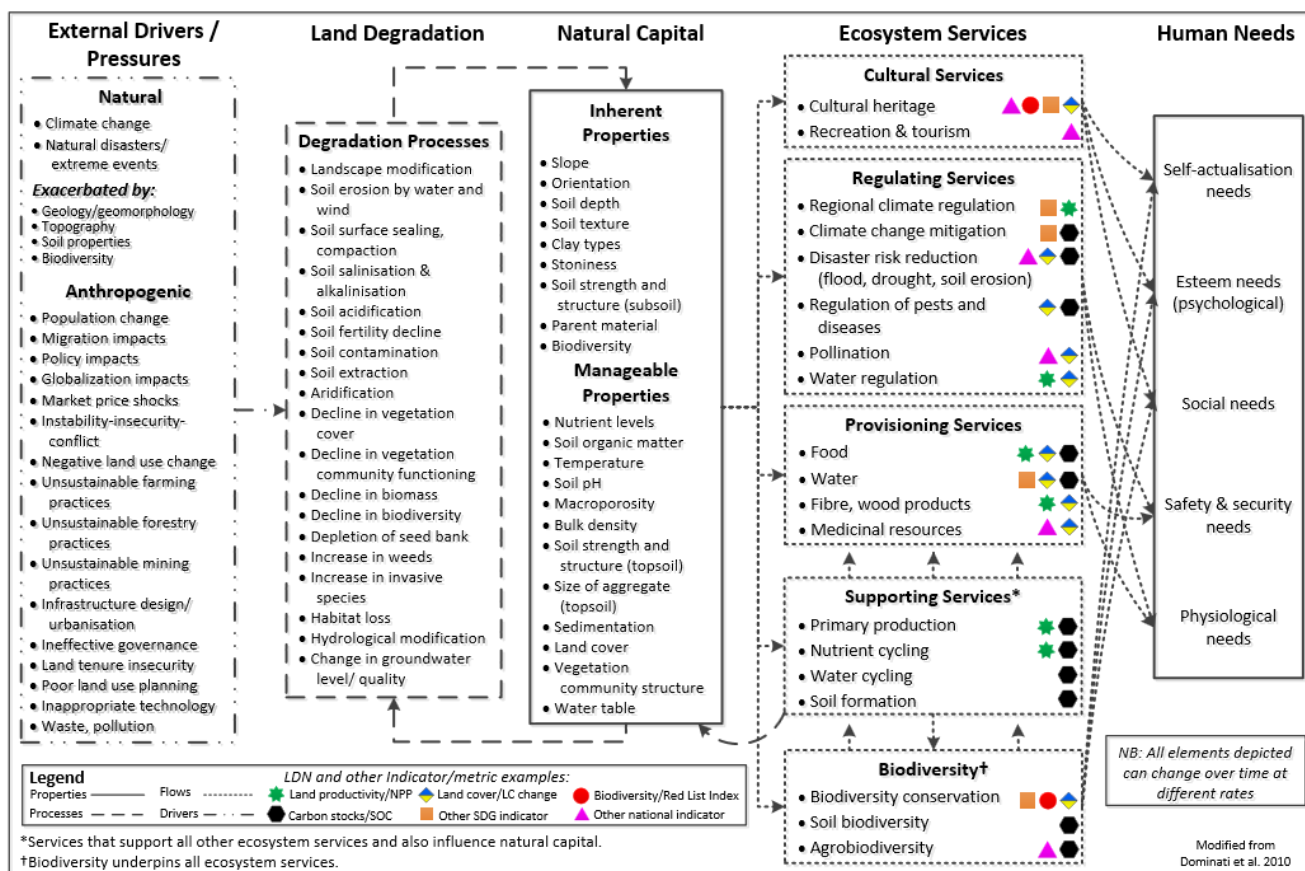 External Drivers /
Pressures
Natural
• Climate change
• Natural disasters/
extreme events
Exacerbated by:
• Geology/geomorphology
• Topography
• Soil properties
• Biodiversity
Anthropogenic
• Population change
• Migration impacts
• Policy impacts
• Globalization impacts
• Market price shocks
• Instability-insecurity-
conflict
• Negative land use change
• Unsustainable farming
practices
• Unsustainable forestry
practices
• Unsustainable mining
practices
• Infrastructure design/
urbanisation
• Ineffective governance
• Land tenure insecurity
• Poor land use planning
• Inappropriate technology
• Waste, pollution
Land Degradation
Degradation Processes
• Landscape modification
• Soil erosion by water and
wind
• Soil surface sealing,
compaction
• Soil salinisation &
alkalinisation
• Soil acidification
• Soil fertility decline
• Soil contamination
• Soil extraction
• Aridification
• Decline in vegetation
cover
• Decline in vegetation
community functioning
• Decline in biomass
• Decline in biodiversity
• Depletion of seed bank
• Increase in weeds
• Increase in invasive
species
• Habitat loss
• Hydrological modification
• Change in groundwater
level/ quality
Natural Capital
Inherent
Properties
• Slope
• Orientation
• Soil depth
• Soil texture
• Clay types
• Stoniness
• Soil strength and
structure (subsoil)
• Parent material
• Biodiversity
Manageable
Properties
• Nutrient levels
• Soil organic matter
• Temperature
• Soil pH
• Macroporosity
• Bulk density
• Soil strength and
structure (topsoil)
• Size of aggregate
(topsoil)
• Sedimentation
• Land cover
• Vegetation
community structure
• Water table
Ecosystem Services
Cultural Services
• Cultural heritage
• Recreation & tourism
Regulating Services
• Regional climate regulation
• Climate change mitigation
• Disaster risk reduction
(flood, drought, soil erosion)
• Regulation of pests and
diseases
• Pollination
• Water regulation
Provisioning Services
• Food
• Water
• Fibre, wood products
• Medicinal resources
Supporting Services*
• Primary production
• Nutrient cycling
• Water cycling
• Soil formation
Biodiversity†
• Biodiversity conservation
• Soil biodiversity
• Agrobiodiversity
Human Needs
Self-actualisation
needs
Esteem needs
(psychological)
Social needs
Safety & security
needs
Physiological
needs
NB: All elements depicted
can change over time at
different rates
Legend
LDN and other Indicator/metric examples:
Properties
Flows
Land productivity/NPP
Land cover/LC change
Biodiversity/Red List Index
Processes
Drivers
Carbon stocks/SOC
Other SDG indicator
Other national indicator
*Services that support all other ecosystem services and also influence natural capital.
†Biodiversity underpins all ecosystem services.
Modified from
Dominati et al. 2010